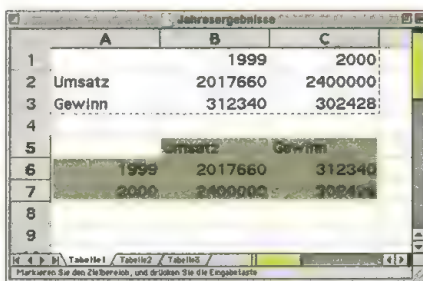 Jahresergebnisse
A B C
1 1999 2000
2 Umsatz 2017660 2400000
3 Gewinn 312340 302428
4
5 Umsatz Gewinn
6 1999 2017660 312340
7 2000 2400000 302428
8
9
Tabelle1 Tabelle2 Tabelle3
Markieren Sie den Zielbereich, und drücken Sie die Eingabetaste